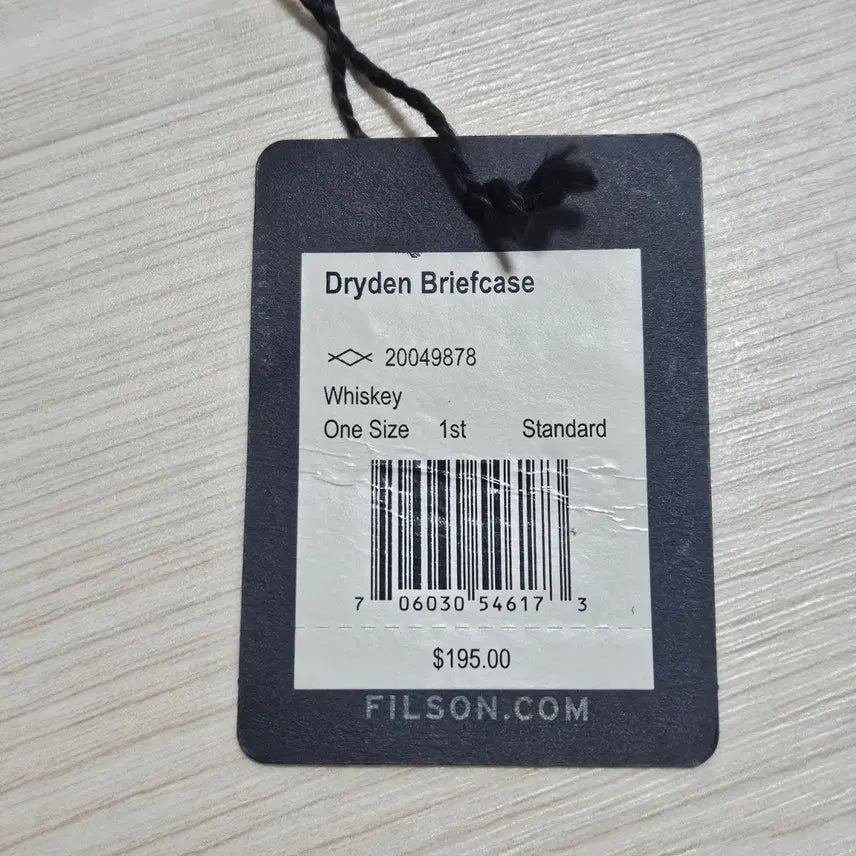 Dryden Briefcase
20049878
Whiskey
One Size 1st Standard
7 06030 54617 3
$195.00
FILSON.COM